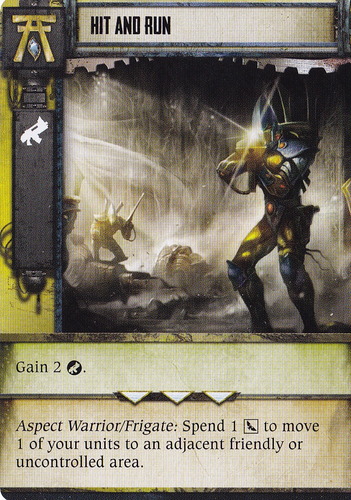 HIT AND RUN
Gain 2 .
Aspect Warrior/Frigate: Spend 1 to move
1 of your units to an adjacent friendly or
uncontrolled area.